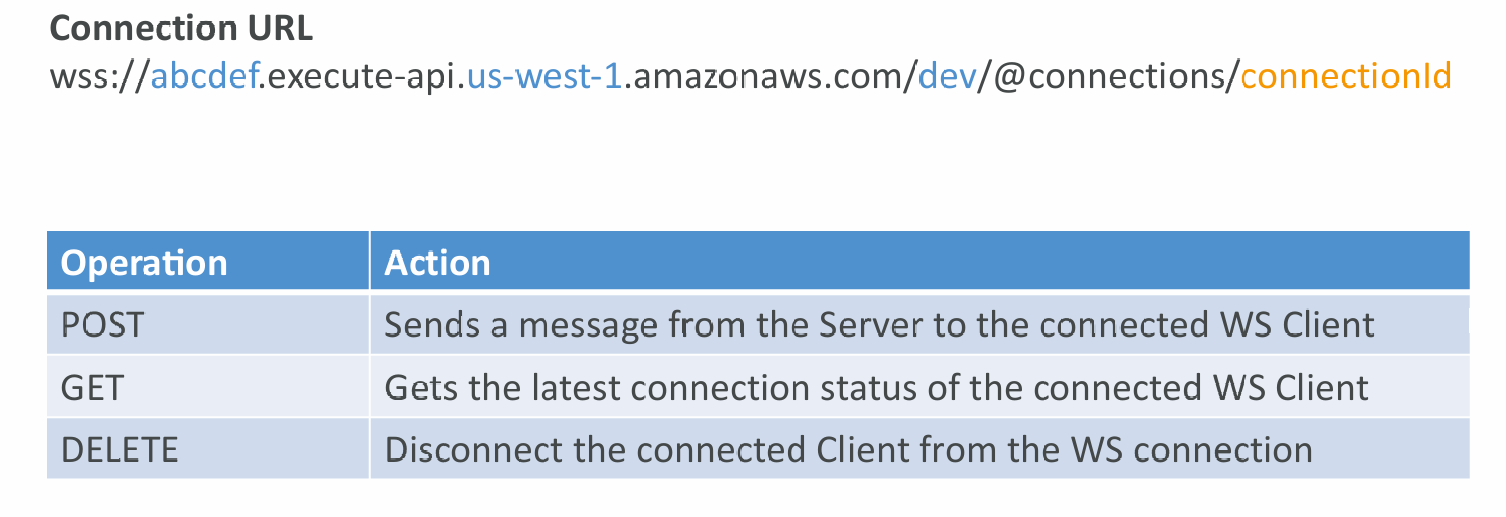 Connection URL
wss://abcdef.execute-api.us-west-1.amazonaws.com/dev/@connections/connectionId
Operation Action
POST Sends a message from the Server to the connected WS Client
GET Gets the latest connection status of the connected WS Client
DELETE Disconnect the connected Client from the WS connection